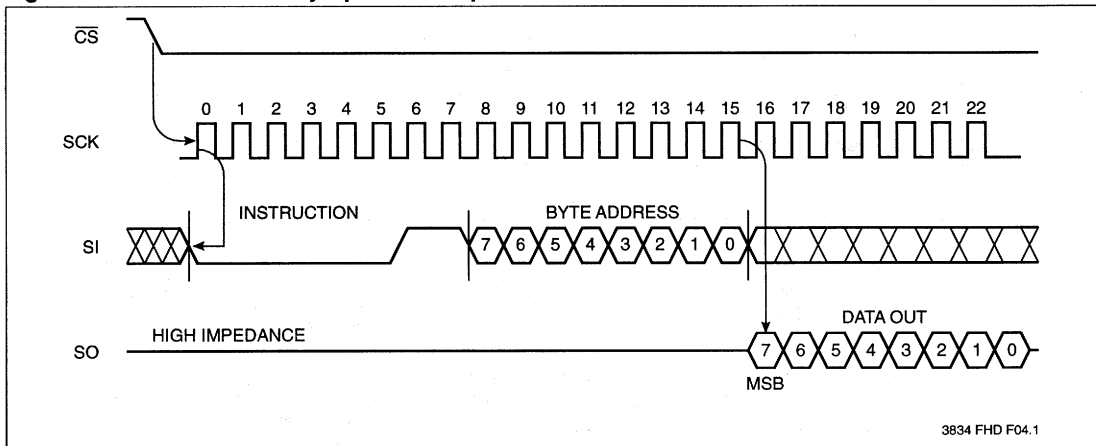 CS
0 1 2 3 4 5 6 7 8 9 10 11 12 13 14 15 16 17 18 19 20 21 22
SCK
INSTRUCTION
BYTE ADDRESS
SI
7 6 5 4 3 2 1 0
DATA OUT
HIGH IMPEDANCE
SO
7 6 5 4 3 2 1 0
MSB
3834 FHD F04.1